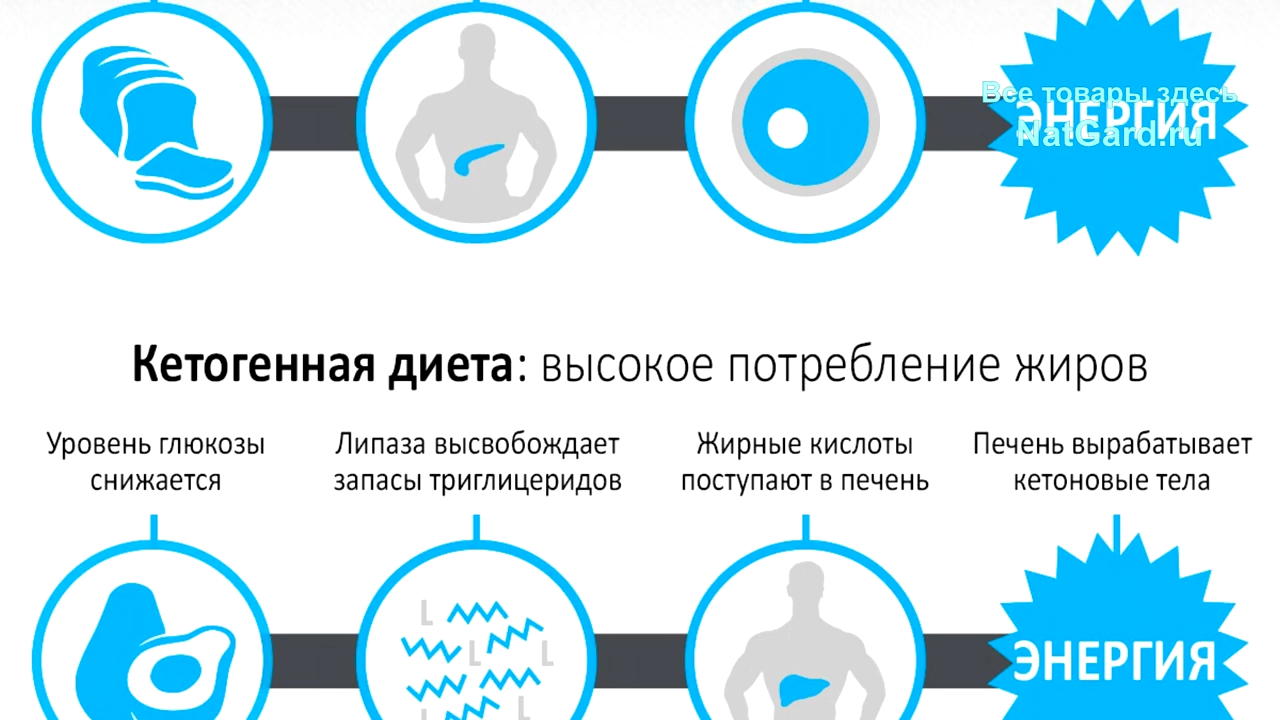 Все товары здесь
ЭНЕРГИЯ
NatGard.ru
Кетогенная диета: высокое потребление жиров
Уровень глюкозы
снижается
Липаза высвобождает
запасы триглицеридов
Жирные кислоты
поступают в печень
Печень вырабатывает
кетоновые тела
L
L
L
L
L
ЭНЕРГИЯ